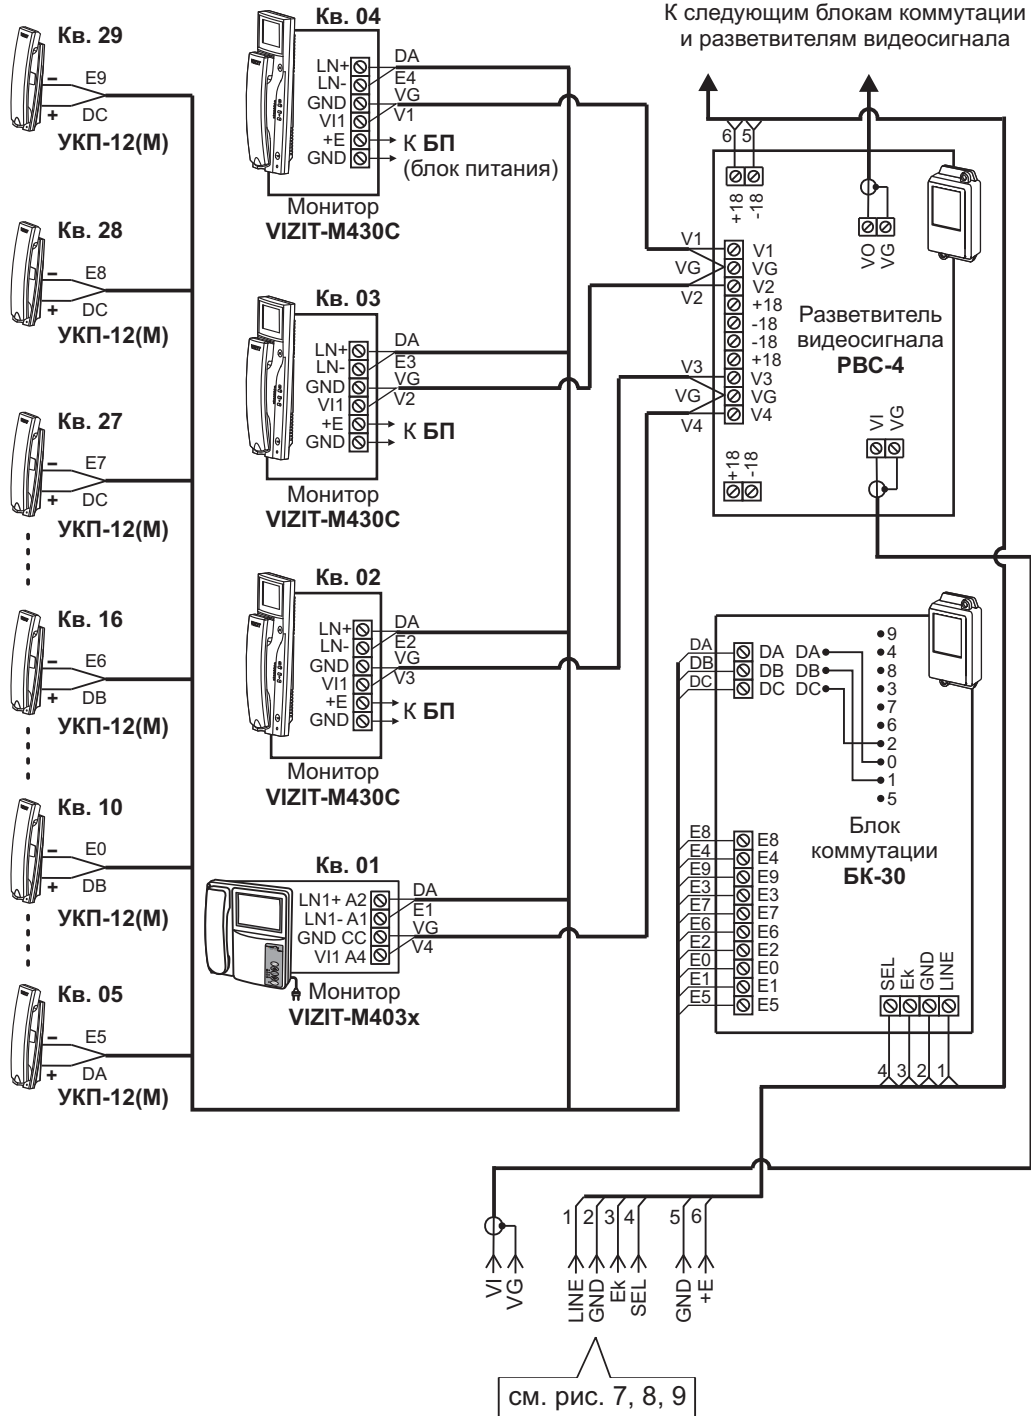 К следующим блокам коммутации
и разветвителям видеосигнала
Кв. 29
−
E9
+
DC
УКП-12(М)
Кв. 28
−
E8
+
DC
УКП-12(М)
Кв. 27
−
E7
+
DC
УКП-12(М)
Кв. 16
−
E6
+
DB
УКП-12(М)
Кв. 10
−
E0
+
DB
УКП-12(М)
Кв. 05
−
E5
+
DA
УКП-12(М)
Кв. 04
LN+ DA
LN- E4
GND VG
VI1 V1
+E К БП
GND (блок питания)
Монитор
VIZIT-M430C
Кв. 03
LN+ DA
LN- E3
GND VG
VI1 V2
+E К БП
GND
Монитор
VIZIT-M430C
Кв. 02
LN+ DA
LN- E2
GND VG
VI1 V3
+E К БП
GND
Монитор
VIZIT-M430C
Кв. 01
LN1+ A2 DA
LN1- A1 E1
GND CC VG
VI1 A4 V4
Монитор
VIZIT-M403x
6 5
+18 -18
VO VG
V1 V1
VG VG
V2 V2
+18
-18
-18
+18
V3 V3
VG VG
V4 V4
Разветвитель
видеосигнала
РВС-4
VI VG
+18 -18
DA DA DA
DB DB DB
DC DC DC
9
4
8
3
7
6
2
0
1
5
Блок
коммутации
БК-30
E8 E8
E4 E4
E9 E9
E3 E3
E7 E7
E6 E6
E2 E2
E0 E0
E1 E1
E5 E5
SEL Ek GND LINE
4 3 2 1
1 2 3 4 5 6
VI VG LINE GND Ek SEL GND +E
см. рис. 7, 8, 9